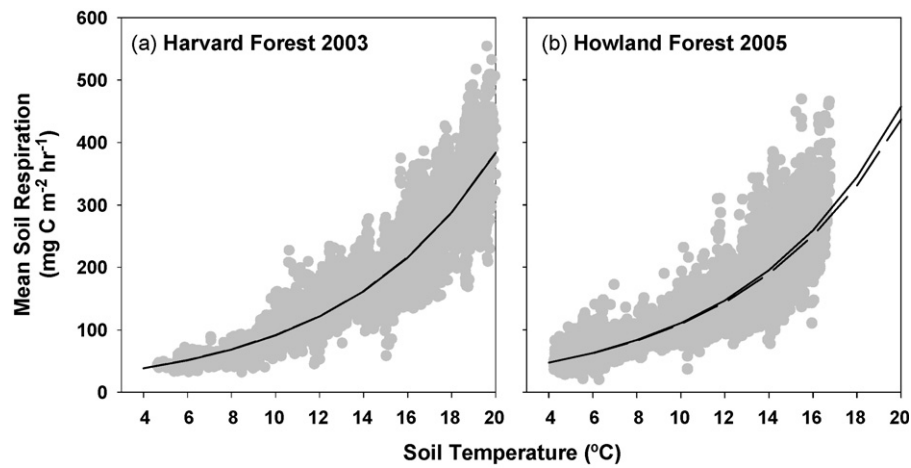 (a) Harvard Forest 2003
(b) Howland Forest 2005
Mean Soil Respiration
(mg C m⁻² hr⁻¹)
600
500
400
300
200
100
0
4 6 8 10 12 14 16 18 20
4 6 8 10 12 14 16 18 20
Soil Temperature (ºC)